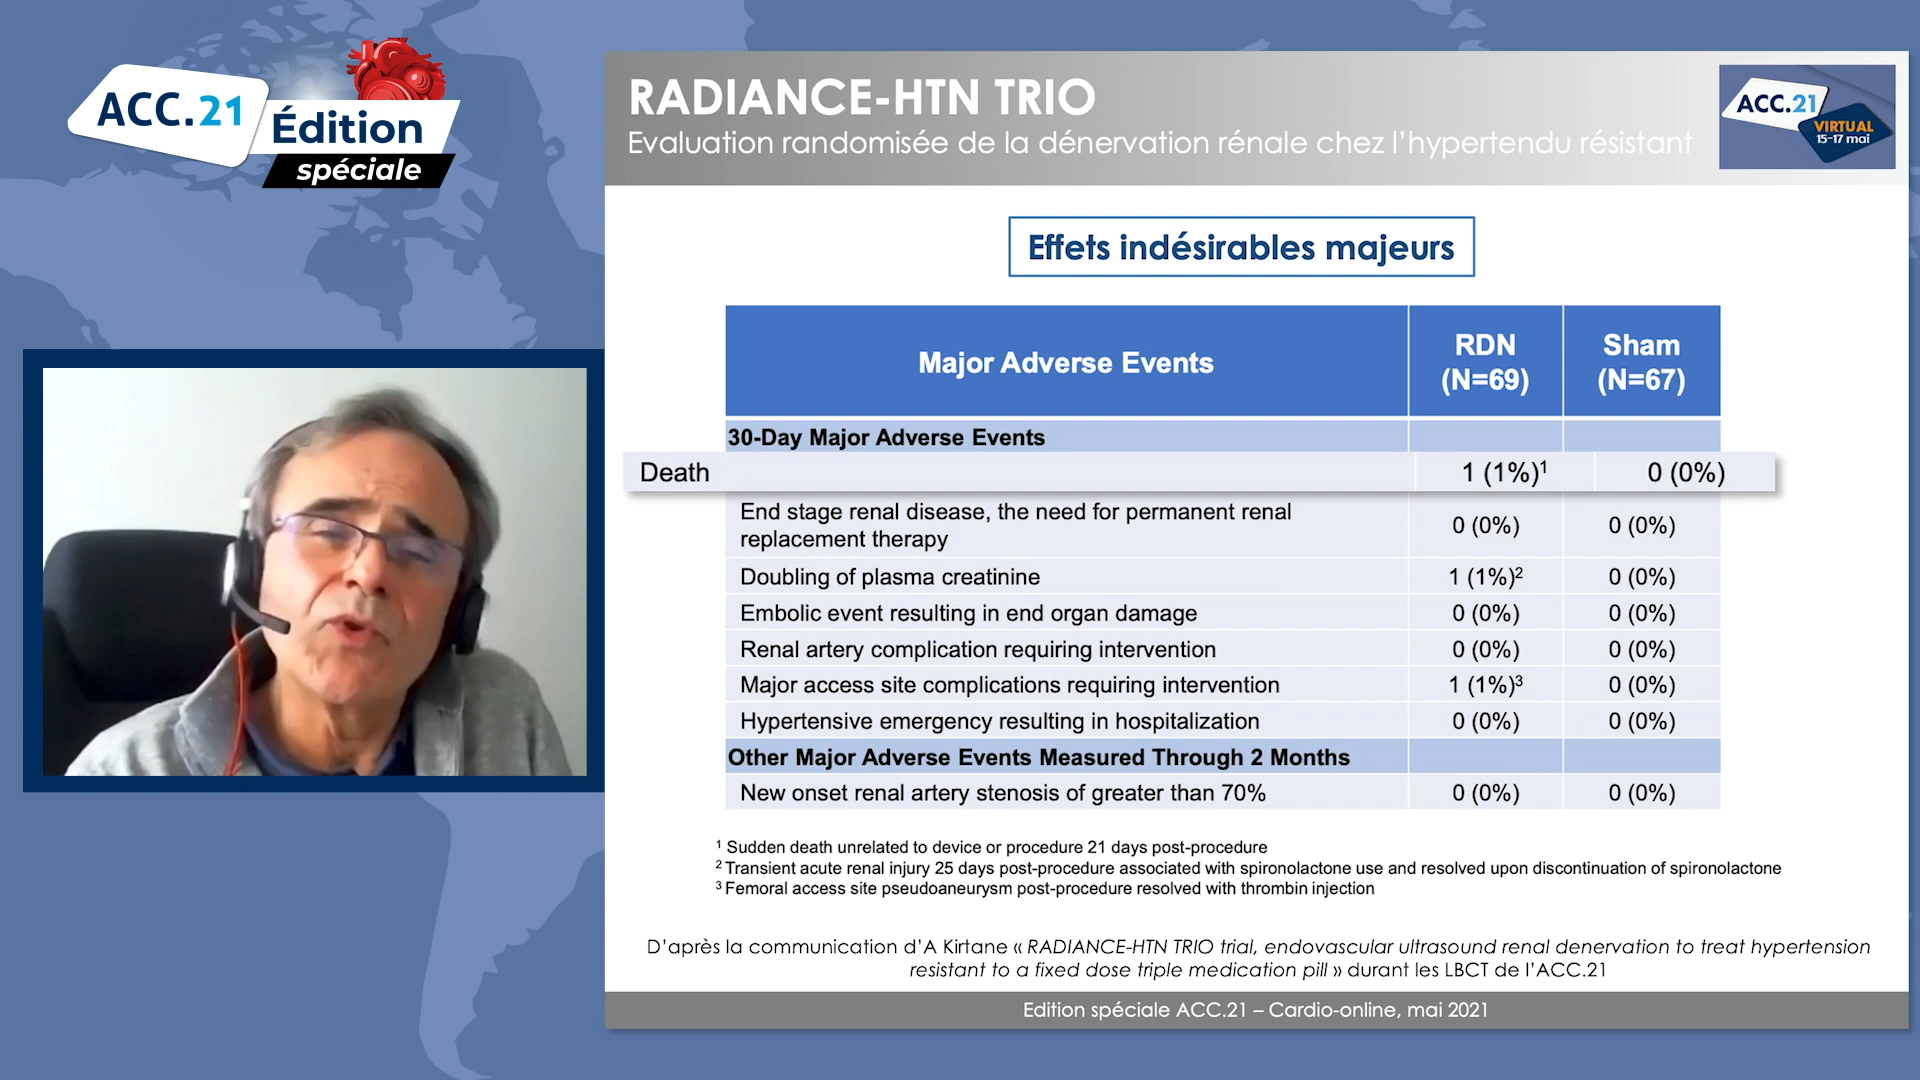 ACC.21
Édition
spéciale
RADIANCE-HTN TRIO
Evaluation randomisée de la dénervation rénale chez l'hypertendu résistant
ACC.21
VIRTUAL
15-17 mai
Effets indésirables majeurs
Major Adverse Events RDN (N=69) Sham (N=67)
30-Day Major Adverse Events
Death 1 (1%)¹ 0 (0%)
End stage renal disease, the need for permanent renal
replacement therapy 0 (0%) 0 (0%)
Doubling of plasma creatinine 1 (1%)² 0 (0%)
Embolic event resulting in end organ damage 0 (0%) 0 (0%)
Renal artery complication requiring intervention 0 (0%) 0 (0%)
Major access site complications requiring intervention 1 (1%)³ 0 (0%)
Hypertensive emergency resulting in hospitalization 0 (0%) 0 (0%)
Other Major Adverse Events Measured Through 2 Months
New onset renal artery stenosis of greater than 70% 0 (0%) 0 (0%)
¹ Sudden death unrelated to device or procedure 21 days post-procedure
² Transient acute renal injury 25 days post-procedure associated with spironolactone use and resolved upon discontinuation of spironolactone
³ Femoral access site pseudoaneurysm post-procedure resolved with thrombin injection
D'après la communication d'A Kirtane « RADIANCE-HTN TRIO trial, endovascular ultrasound renal denervation to treat hypertension
resistant to a fixed dose triple medication pill » durant les LBCT de l'ACC.21
Edition spéciale ACC.21 – Cardio-online, mai 2021